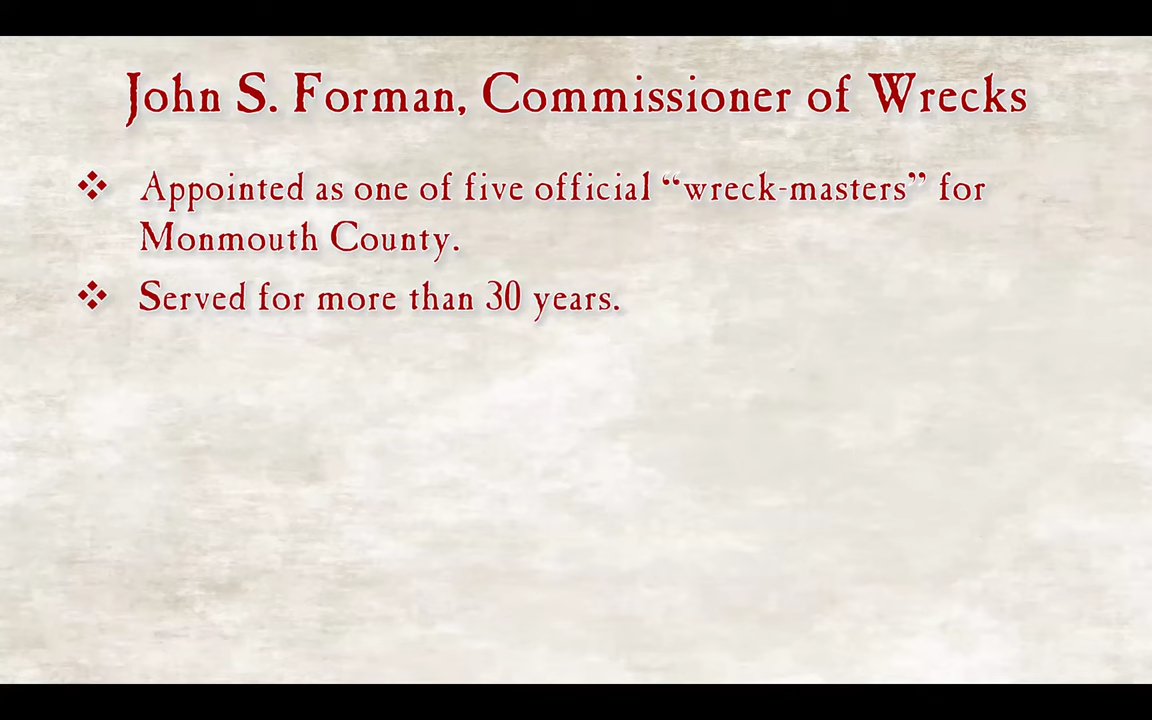 John S. Forman, Commissioner of Wrecks
❖ Appointed as one of five official “wreck-masters” for
Monmouth County.
❖ Served for more than 30 years.